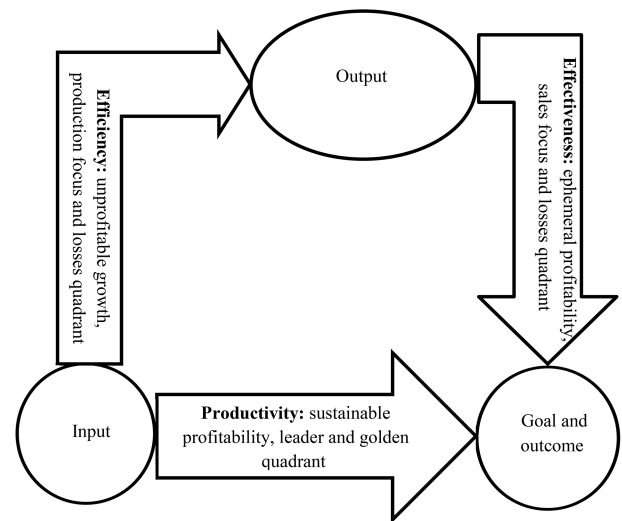 Output
Efficiency: unprofitable growth,
production focus and losses quadrant
Effectiveness: ephemeral profitability,
sales focus and losses quadrant
Input
Productivity: sustainable
profitability, leader and golden
quadrant
Goal and
outcome